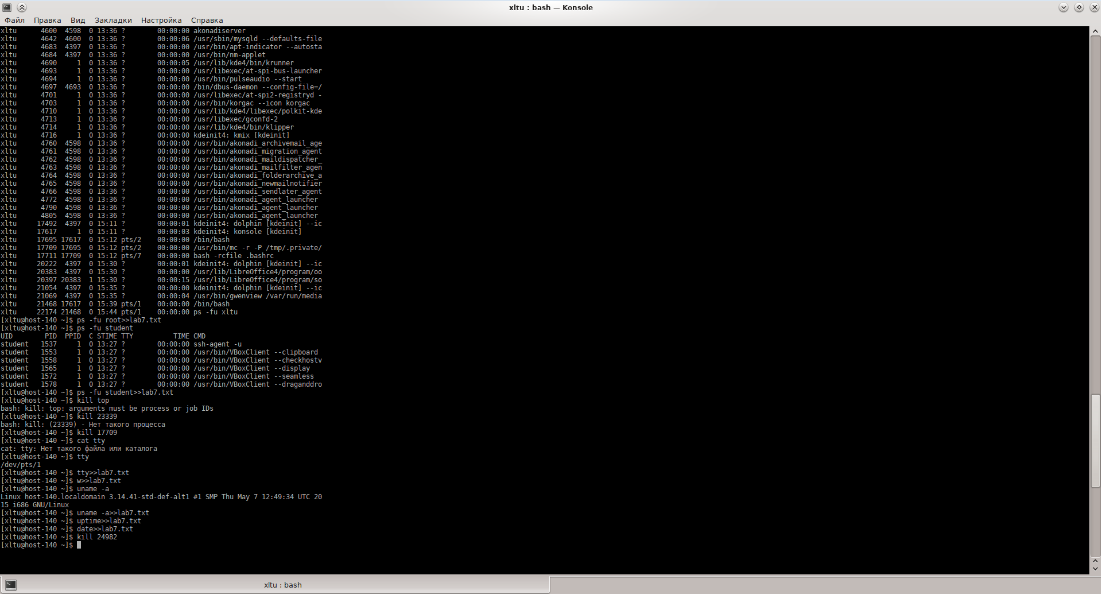 xltu : bash — Konsole
Файл Правка Вид Закладки Настройка Справка
xltu 4600 4598 0 13:36 ? 00:00:00 akonadiserver
xltu 4642 4600 0 13:36 ? 00:00:06 /usr/sbin/mysqld --defaults-file
xltu 4683 4397 0 13:36 ? 00:00:00 /usr/bin/apt-indicator --autosta
xltu 4684 4397 0 13:36 ? 00:00:00 /bin/nm-applet
xltu 4690 1 0 13:36 ? 00:00:05 /usr/lib/kde4/bin/krunner
xltu 4693 1 0 13:36 ? 00:00:00 /usr/libexec/at-spi-bus-launcher
xltu 4694 1 0 13:36 ? 00:00:00 /bin/pulseaudio --start
xltu 4697 4693 0 13:36 ? 00:00:00 /bin/dbus-daemon --config-file=/
xltu 4701 1 0 13:36 ? 00:00:00 /usr/libexec/at-spi2-registryd -
xltu 4703 1 0 13:36 ? 00:00:00 /bin/korgac --icon korgac
xltu 4710 1 0 13:36 ? 00:00:00 /usr/lib/kde4/libexec/polkit-kde
xltu 4713 1 0 13:36 ? 00:00:00 /usr/libexec/gconfd-2
xltu 4714 1 0 13:36 ? 00:00:00 /usr/lib/kde4/bin/klipper
xltu 4716 1 0 13:36 ? 00:00:00 kdeinit4: kmix [kdeinit]
xltu 4760 4598 0 13:36 ? 00:00:00 /usr/bin/akonadi_archivemail_age
xltu 4761 4598 0 13:36 ? 00:00:00 /usr/bin/akonadi_migration_agent
xltu 4762 4598 0 13:36 ? 00:00:00 /usr/bin/akonadi_maildispatcher_
xltu 4763 4598 0 13:36 ? 00:00:00 /usr/bin/akonadi_mailfilter_agen
xltu 4764 4598 0 13:36 ? 00:00:00 /usr/bin/akonadi_folderarchive_a
xltu 4765 4598 0 13:36 ? 00:00:00 /usr/bin/akonadi_newmailnotifier
xltu 4766 4598 0 13:36 ? 00:00:00 /usr/bin/akonadi_sendlater_agent
xltu 4772 4598 0 13:36 ? 00:00:00 /usr/bin/akonadi_agent_launcher
xltu 4790 4598 0 13:36 ? 00:00:00 /usr/bin/akonadi_agent_launcher
xltu 4805 4598 0 13:36 ? 00:00:00 /usr/bin/akonadi_agent_launcher
xltu 17492 4397 0 15:11 ? 00:00:01 kdeinit4: dolphin [kdeinit] --ic
xltu 17617 1 0 15:11 ? 00:00:03 kdeinit4: konsole [kdeinit]
xltu 17695 17617 0 15:12 pts/2 00:00:00 /bin/bash
xltu 17709 17695 0 15:12 pts/2 00:00:00 /usr/bin/mc -r -P /tmp/.private/
xltu 17711 17709 0 15:12 pts/7 00:00:00 bash -rcfile .bashrc
xltu 20222 4397 0 15:30 ? 00:00:01 kdeinit4: dolphin [kdeinit] --ic
xltu 20383 4397 0 15:30 ? 00:00:00 /usr/lib/LibreOffice4/program/oo
xltu 20397 20383 1 15:30 ? 00:00:15 /usr/lib/LibreOffice4/program/so
xltu 21054 4397 0 15:35 ? 00:00:00 kdeinit4: dolphin [kdeinit] --ic
xltu 21069 4397 0 15:35 ? 00:00:04 /usr/bin/gwenview /var/run/media
xltu 21468 17617 0 15:39 pts/1 00:00:00 /bin/bash
xltu 22174 21468 0 15:44 pts/1 00:00:00 ps -fu xltu
[xltu@host-140 ~]$ ps -fu root>>lab7.txt
[xltu@host-140 ~]$ ps -fu student
UID PID PPID C STIME TTY TIME CMD
student 1537 1 0 13:27 ? 00:00:00 ssh-agent -u
student 1553 1 0 13:27 ? 00:00:00 /usr/bin/VBoxClient --clipboard
student 1558 1 0 13:27 ? 00:00:00 /usr/bin/VBoxClient --checkhostv
student 1565 1 0 13:27 ? 00:00:00 /usr/bin/VBoxClient --display
student 1572 1 0 13:27 ? 00:00:00 /usr/bin/VBoxClient --seamless
student 1578 1 0 13:27 ? 00:00:00 /usr/bin/VBoxClient --draganddro
[xltu@host-140 ~]$ ps -fu student>>lab7.txt
[xltu@host-140 ~]$ kill top
bash: kill: top: arguments must be process or job IDs
[xltu@host-140 ~]$ kill 23339
bash: kill: (23339) - Нет такого процесса
[xltu@host-140 ~]$ kill 17709
[xltu@host-140 ~]$ cat tty
cat: tty: Нет такого файла или каталога
[xltu@host-140 ~]$ tty
/dev/pts/1
[xltu@host-140 ~]$ tty>>lab7.txt
[xltu@host-140 ~]$ w>>lab7.txt
[xltu@host-140 ~]$ uname -a
Linux host-140.localdomain 3.14.41-std-def-alt1 #1 SMP Thu May 7 12:49:34 UTC 20
15 i686 GNU/Linux
[xltu@host-140 ~]$ uname -a>>lab7.txt
[xltu@host-140 ~]$ uptime>>lab7.txt
[xltu@host-140 ~]$ date>>lab7.txt
[xltu@host-140 ~]$ kill 24982
[xltu@host-140 ~]$
xltu : bash